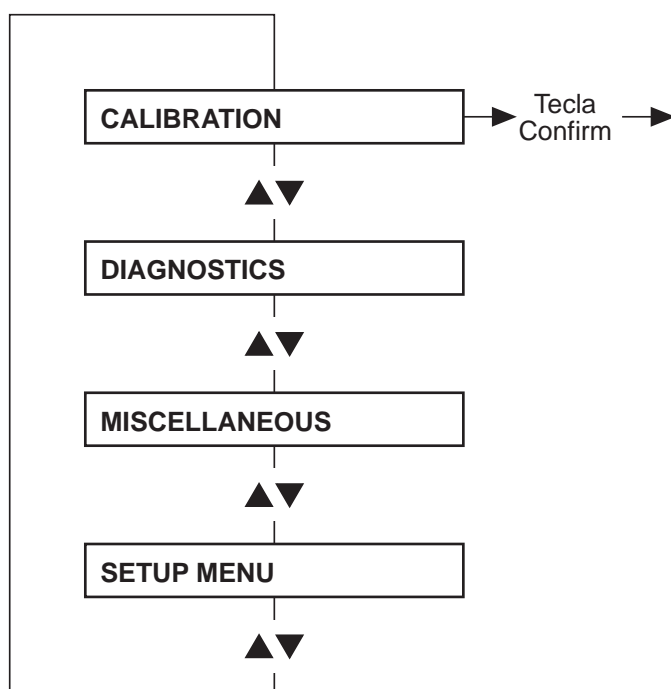 CALIBRATION
Tecla
Confirm
DIAGNOSTICS
MISCELLANEOUS
SETUP MENU